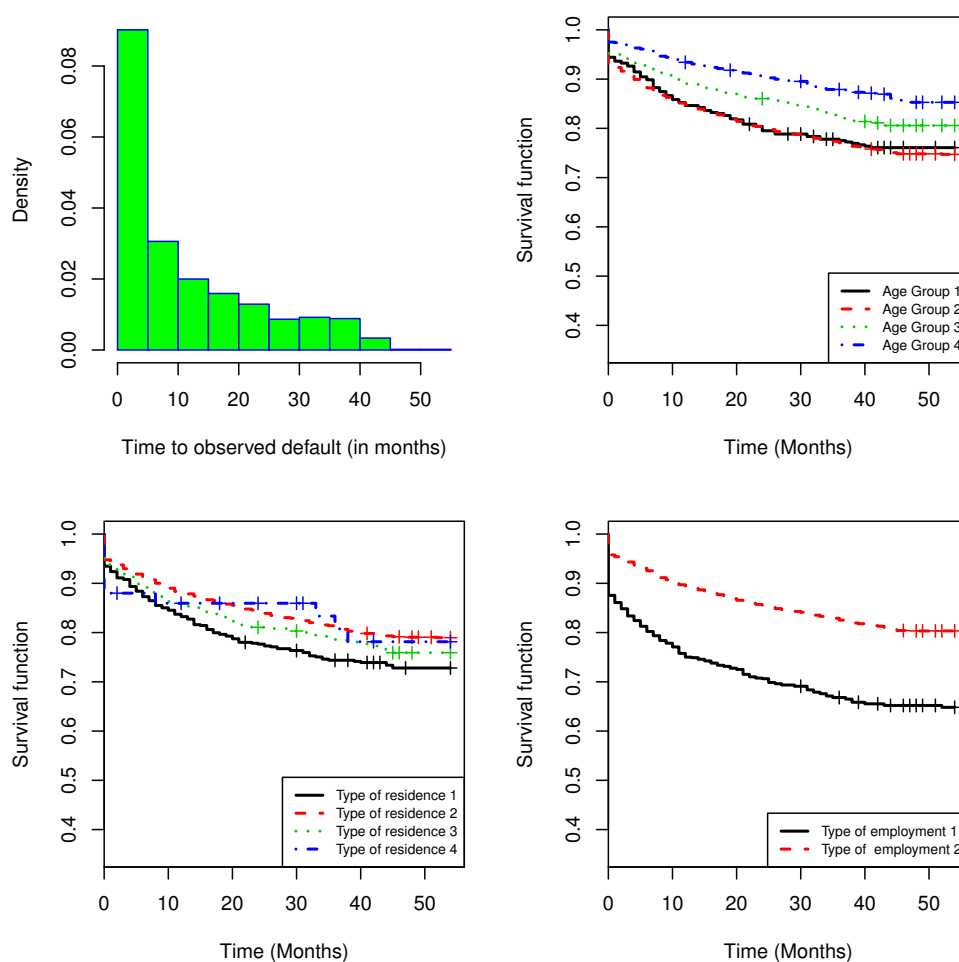 Density
0.00
0.02
0.04
0.06
0.08
0 10 20 30 40 50
Time to observed default (in months)
Survival function
0.4 0.5 0.6 0.7 0.8 0.9 1.0
Age Group 1
Age Group 2
Age Group 3
Age Group 4
0 10 20 30 40 50
Time (Months)
Survival function
0.4 0.5 0.6 0.7 0.8 0.9 1.0
Type of residence 1
Type of residence 2
Type of residence 3
Type of residence 4
0 10 20 30 40 50
Time (Months)
Survival function
0.4 0.5 0.6 0.7 0.8 0.9 1.0
Type of employment 1
Type of employment 2
0 10 20 30 40 50
Time (Months)